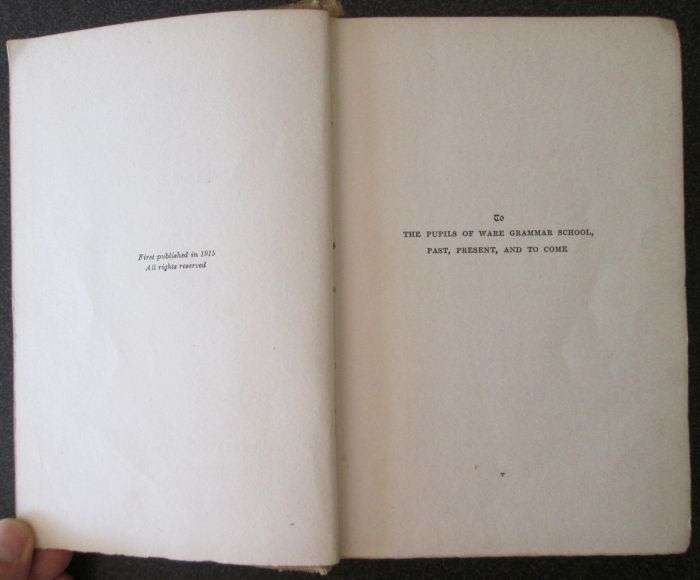 First published in 1915
All rights reserved
To
THE PUPILS OF WARE GRAMMAR SCHOOL,
PAST, PRESENT, AND TO COME
v